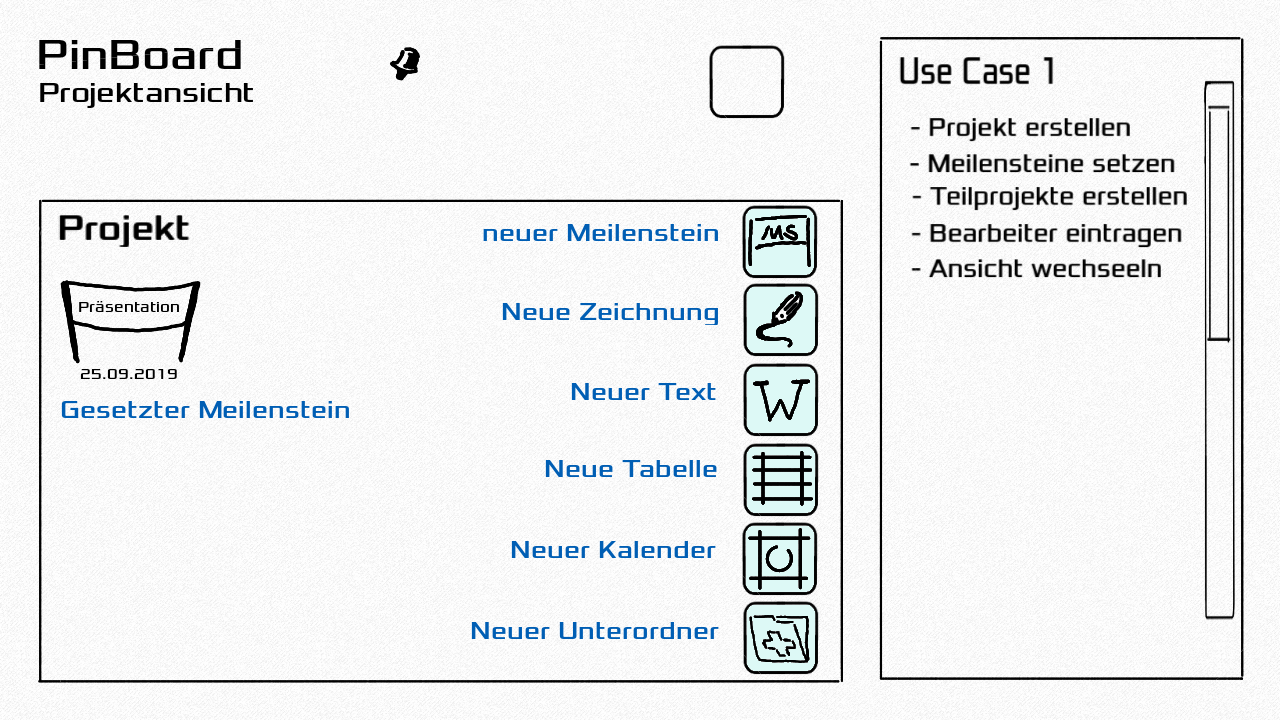 PinBoard
Projektansicht
Projekt
neuer Meilenstein
MS
Neue Zeichnung
Präsentation
25.09.2019
Gesetzter Meilenstein
Neuer Text
W
Neue Tabelle
Neuer Kalender
Neuer Unterordner
Use Case 1
- Projekt erstellen
- Meilensteine setzen
- Teilprojekte erstellen
- Bearbeiter eintragen
- Ansicht wechseeln